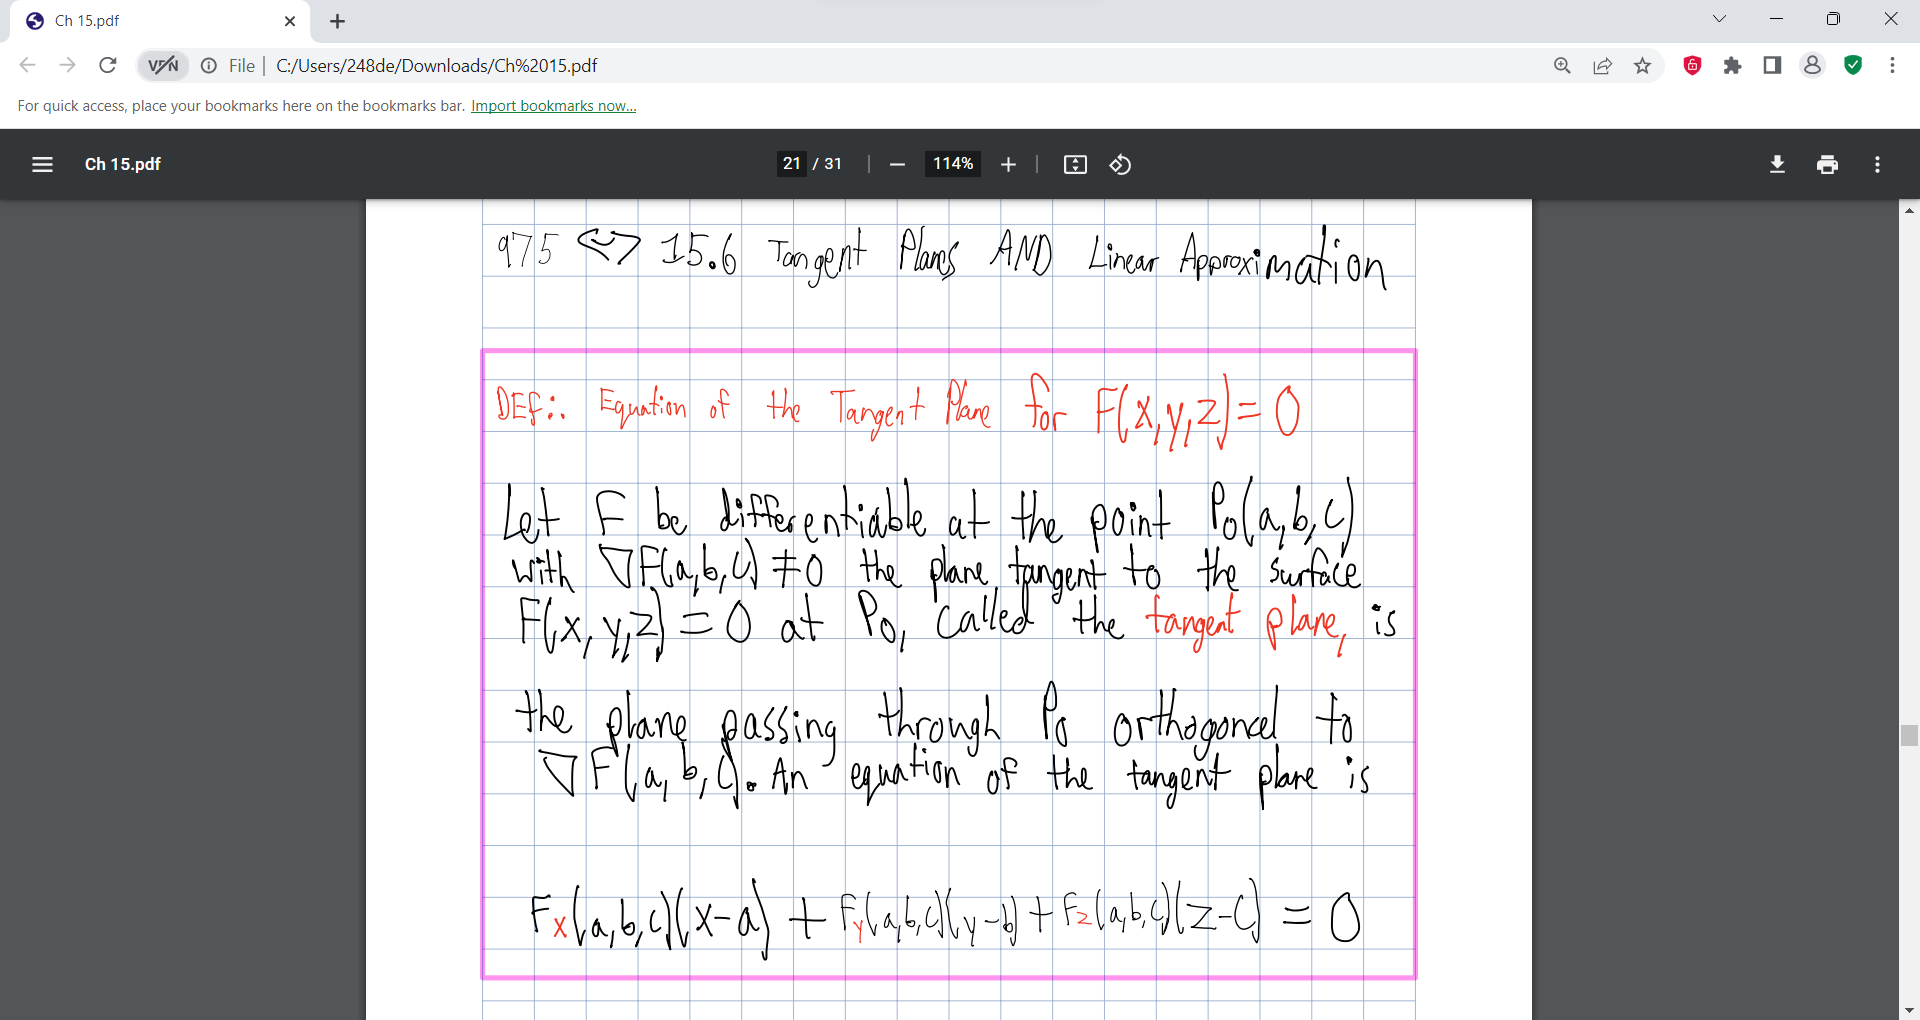 Ch 15.pdf
VPN File C:/Users/248de/Downloads/Ch%2015.pdf
For quick access, place your bookmarks here on the bookmarks bar. Import bookmarks now...
Ch 15.pdf 21 / 31 114%
975 <=> 15.6 Tangent Planes AND Linear Approximation
DEf:. Equation of the Tangent Plane for F(x,y,z)=0
Let F be differentiable at the point P₀(a,b,c)
with ∇F(a,b,c) ≠0 the plane tangent to the surface
F(x,y,z)=0 at P₀, called the tangent plane, is
the plane passing through P₀ orthogonal to
∇F(a,b,c). An equation of the tangent plane is
Fx(a,b,c)(x-a) + Fy(a,b,c)(y-b) + Fz(a,b,c)(z-c) = 0